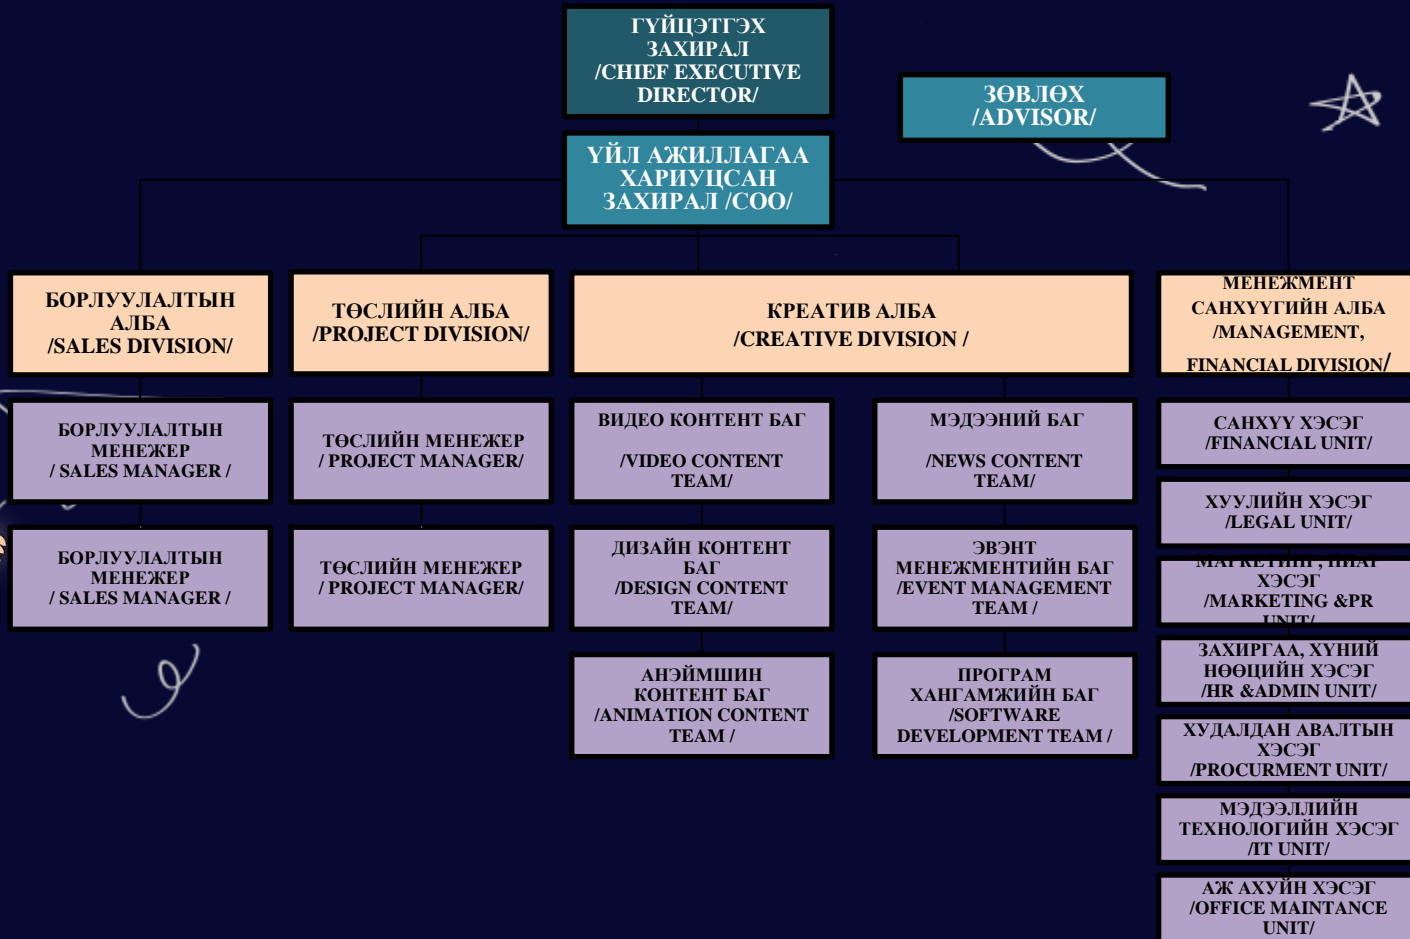 ГҮЙЦЭТГЭХ
ЗАХИРАЛ
/CHIEF EXECUTIVE
DIRECTOR/
ЗӨВЛӨХ
/ADVISOR/
ҮЙЛ АЖИЛЛАГАА
ХАРИУЦСАН
ЗАХИРАЛ /COO/
БОРЛУУЛАЛТЫН
АЛБА
/SALES DIVISION/
ТӨСЛИЙН АЛБА
/PROJECT DIVISION/
КРЕАТИВ АЛБА
/CREATIVE DIVISION /
МЕНЕЖМЕНТ
САНХҮҮГИЙН АЛБА
/MANAGEMENT,
FINANCIAL DIVISION/
БОРЛУУЛАЛТЫН
МЕНЕЖЕР
/ SALES MANAGER /
БОРЛУУЛАЛТЫН
МЕНЕЖЕР
/ SALES MANAGER /
ТӨСЛИЙН МЕНЕЖЕР
/ PROJECT MANAGER/
ТӨСЛИЙН МЕНЕЖЕР
/ PROJECT MANAGER/
ВИДЕО КОНТЕНТ БАГ
/VIDEO CONTENT
TEAM/
ДИЗАЙН КОНТЕНТ
БАГ
/DESIGN CONTENT
TEAM/
АНЭЙМШИН
КОНТЕНТ БАГ
/ANIMATION CONTENT
TEAM /
МЭДЭЭНИЙ БАГ
/NEWS CONTENT
TEAM/
ЭВЭНТ
МЕНЕЖМЕНТИЙН БАГ
/EVENT MANAGEMENT
TEAM /
ПРОГРАМ
ХАНГАМЖИЙН БАГ
/SOFTWARE
DEVELOPMENT TEAM /
САНХҮҮ ХЭСЭГ
/FINANCIAL UNIT/
ХУУЛИЙН ХЭСЭГ
/LEGAL UNIT/
МАРКЕТИНГ, ПИАР
ХЭСЭГ
/MARKETING &PR
UNIT/
ЗАХИРГАА, ХҮНИЙ
НӨӨЦИЙН ХЭСЭГ
/HR &ADMIN UNIT/
ХУДАЛДАН АВАЛТЫН
ХЭСЭГ
/PROCURMENT UNIT/
МЭДЭЭЛЛИЙН
ТЕХНОЛОГИЙН ХЭСЭГ
/IT UNIT/
АЖ АХУЙН ХЭСЭГ
/OFFICE MAINTANCE
UNIT/